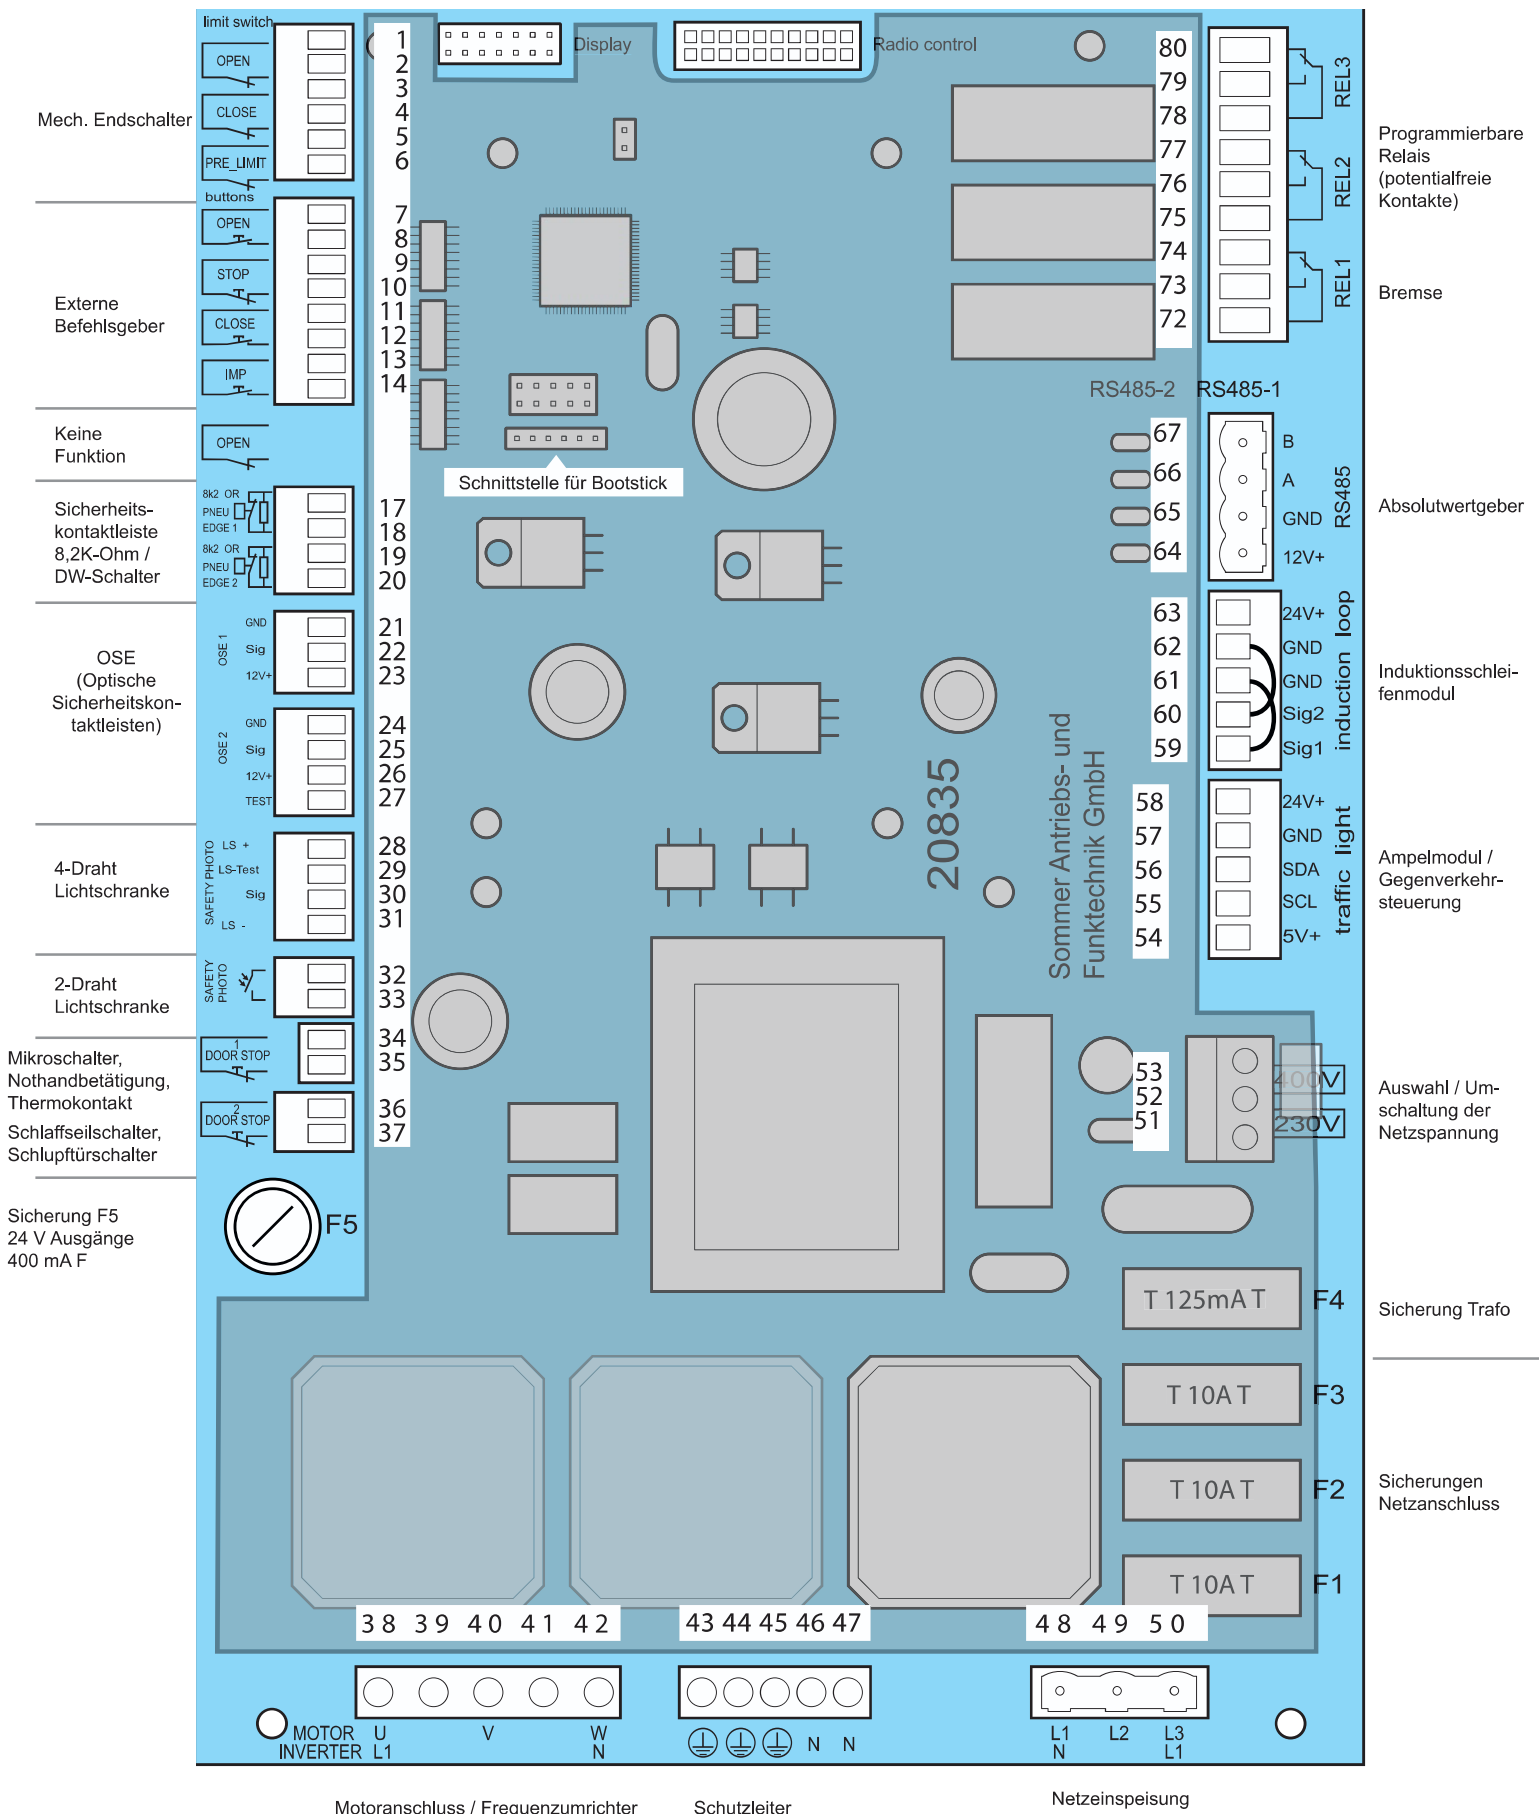 limit switch
OPEN
CLOSE
PRE_LIMIT
buttons
OPEN
STOP
CLOSE
IMP
OPEN
8k2 OR
PNEU
EDGE 1
8k2 OR
PNEU
EDGE 2
OSE 1
GND
Sig
12V+
OSE 2
GND
Sig
12V+
TEST
SAFETY PHOTO
LS +
LS-Test
Sig
LS -
SAFETY
PHOTO
1
DOOR STOP
2
DOOR STOP
F5
Mech. Endschalter
Externe
Befehlsgeber
Keine
Funktion
Sicherheits-
kontaktleiste
8,2K-Ohm /
DW-Schalter
OSE
(Optische
Sicherheitskon-
taktleisten)
4-Draht
Lichtschranke
2-Draht
Lichtschranke
Mikroschalter,
Nothandbetätigung,
Thermokontakt
Schlaffseilschalter,
Schlupftürschalter
Sicherung F5
24 V Ausgänge
400 mA F
1
2
3
4
5
6
7
8
9
10
11
12
13
14
17
18
19
20
21
22
23
24
25
26
27
28
29
30
31
32
33
34
35
36
37
Display
Radio control
Schnittstelle für Bootstick
20835
Sommer Antriebs- und
Funktechnik GmbH
80
79
78
77
76
75
74
73
72
REL3
REL2
REL1
RS485-2 RS485-1
67
66
65
64
B
A
GND
12V+
RS485
63
62
61
60
59
24V+
GND
GND
Sig2
Sig1
induction loop
58
57
56
55
54
24V+
GND
SDA
SCL
5V+
traffic light
53
52
51
400V
230V
T 125mA T F4
T 10A T F3
T 10A T F2
T 10A T F1
Programmierbare
Relais
(potentialfreie
Kontakte)
Bremse
Absolutwertgeber
Induktionsschlei-
fenmodul
Ampelmodul /
Gegenverkehr-
steuerung
Auswahl / Um-
schaltung der
Netzspannung
Sicherung Trafo
Sicherungen
Netzanschluss
38 39 40 41 42
43 44 45 46 47
48 49 50
MOTOR U V W
INVERTER L1 N
N N
L1 L2 L3
N L1
Motoranschluss / Frequenzumrichter
Schutzleiter
Netzeinspeisung